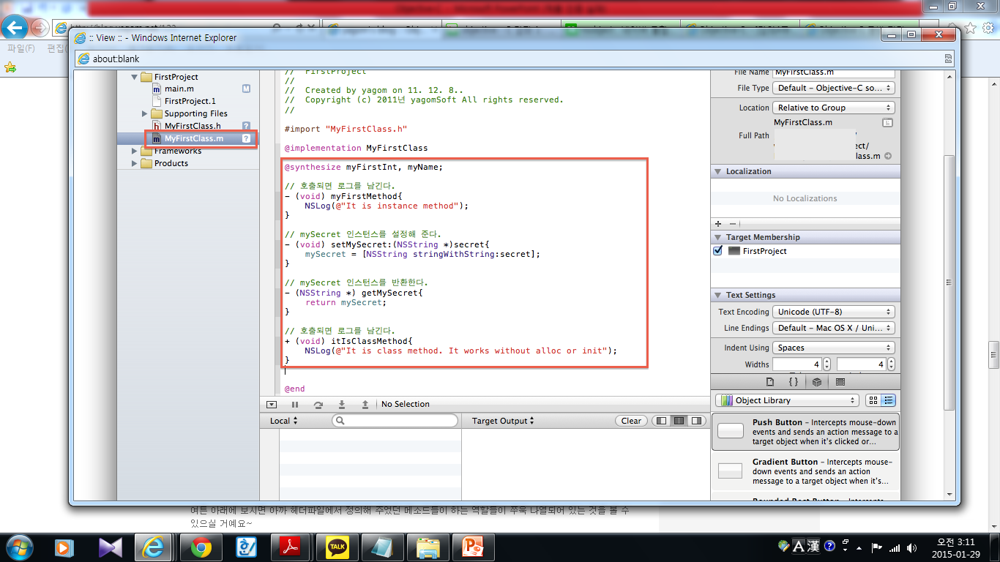 :: View :: - Windows Internet Explorer
파일(F)
about:blank
FirstProject
main.m
M
FirstProject.1
Supporting Files
MyFirstClass.h
?
MyFirstClass.m
?
Frameworks
Products
// FirstProject
//
// Created by yagom on 11. 12. 8..
// Copyright (c) 2011년 yagomSoft All rights reserved.
//
#import "MyFirstClass.h"
@implementation MyFirstClass
@synthesize myFirstInt, myName;
// 호출되면 로그를 남긴다.
- (void) myFirstMethod{
NSLog(@"It is instance method");
}
// mySecret 인스턴스를 설정해 준다.
- (void) setMySecret:(NSString *)secret{
mySecret = [NSString stringWithString:secret];
}
// mySecret 인스턴스를 반환한다.
- (NSString *) getMySecret{
return mySecret;
}
// 호출되면 로그를 남긴다.
+ (void) itIsClassMethod{
NSLog(@"It is class method. It works without alloc or init");
}
@end
No Selection
Local
Target Output
Clear
File Name MyFirstClass.m
File Type Default - Objective-C so...
Location Relative to Group
MyFirstClass.m
Full Path
Localization
No Localizations
Target Membership
FirstProject
Text Settings
Text Encoding Unicode (UTF-8)
Line Endings Default - Mac OS X / Uni...
Indent Using Spaces
Widths 4 4
{ }
Object Library
Push Button - Intercepts mouse-down
events and sends an action message to a
target object when it's clicked or...
Gradient Button - Intercepts mouse-
down events and sends an action
message to a target object when it's...
여튼 아래에 보시면 아까 헤더파일에서 정의해 주었던 메소드들이 하는 역할들이 쭈욱 나열되어 있는 것을 볼 수
있으실 거예요~
TALK
A 漢
오전 3:11
2015-01-29